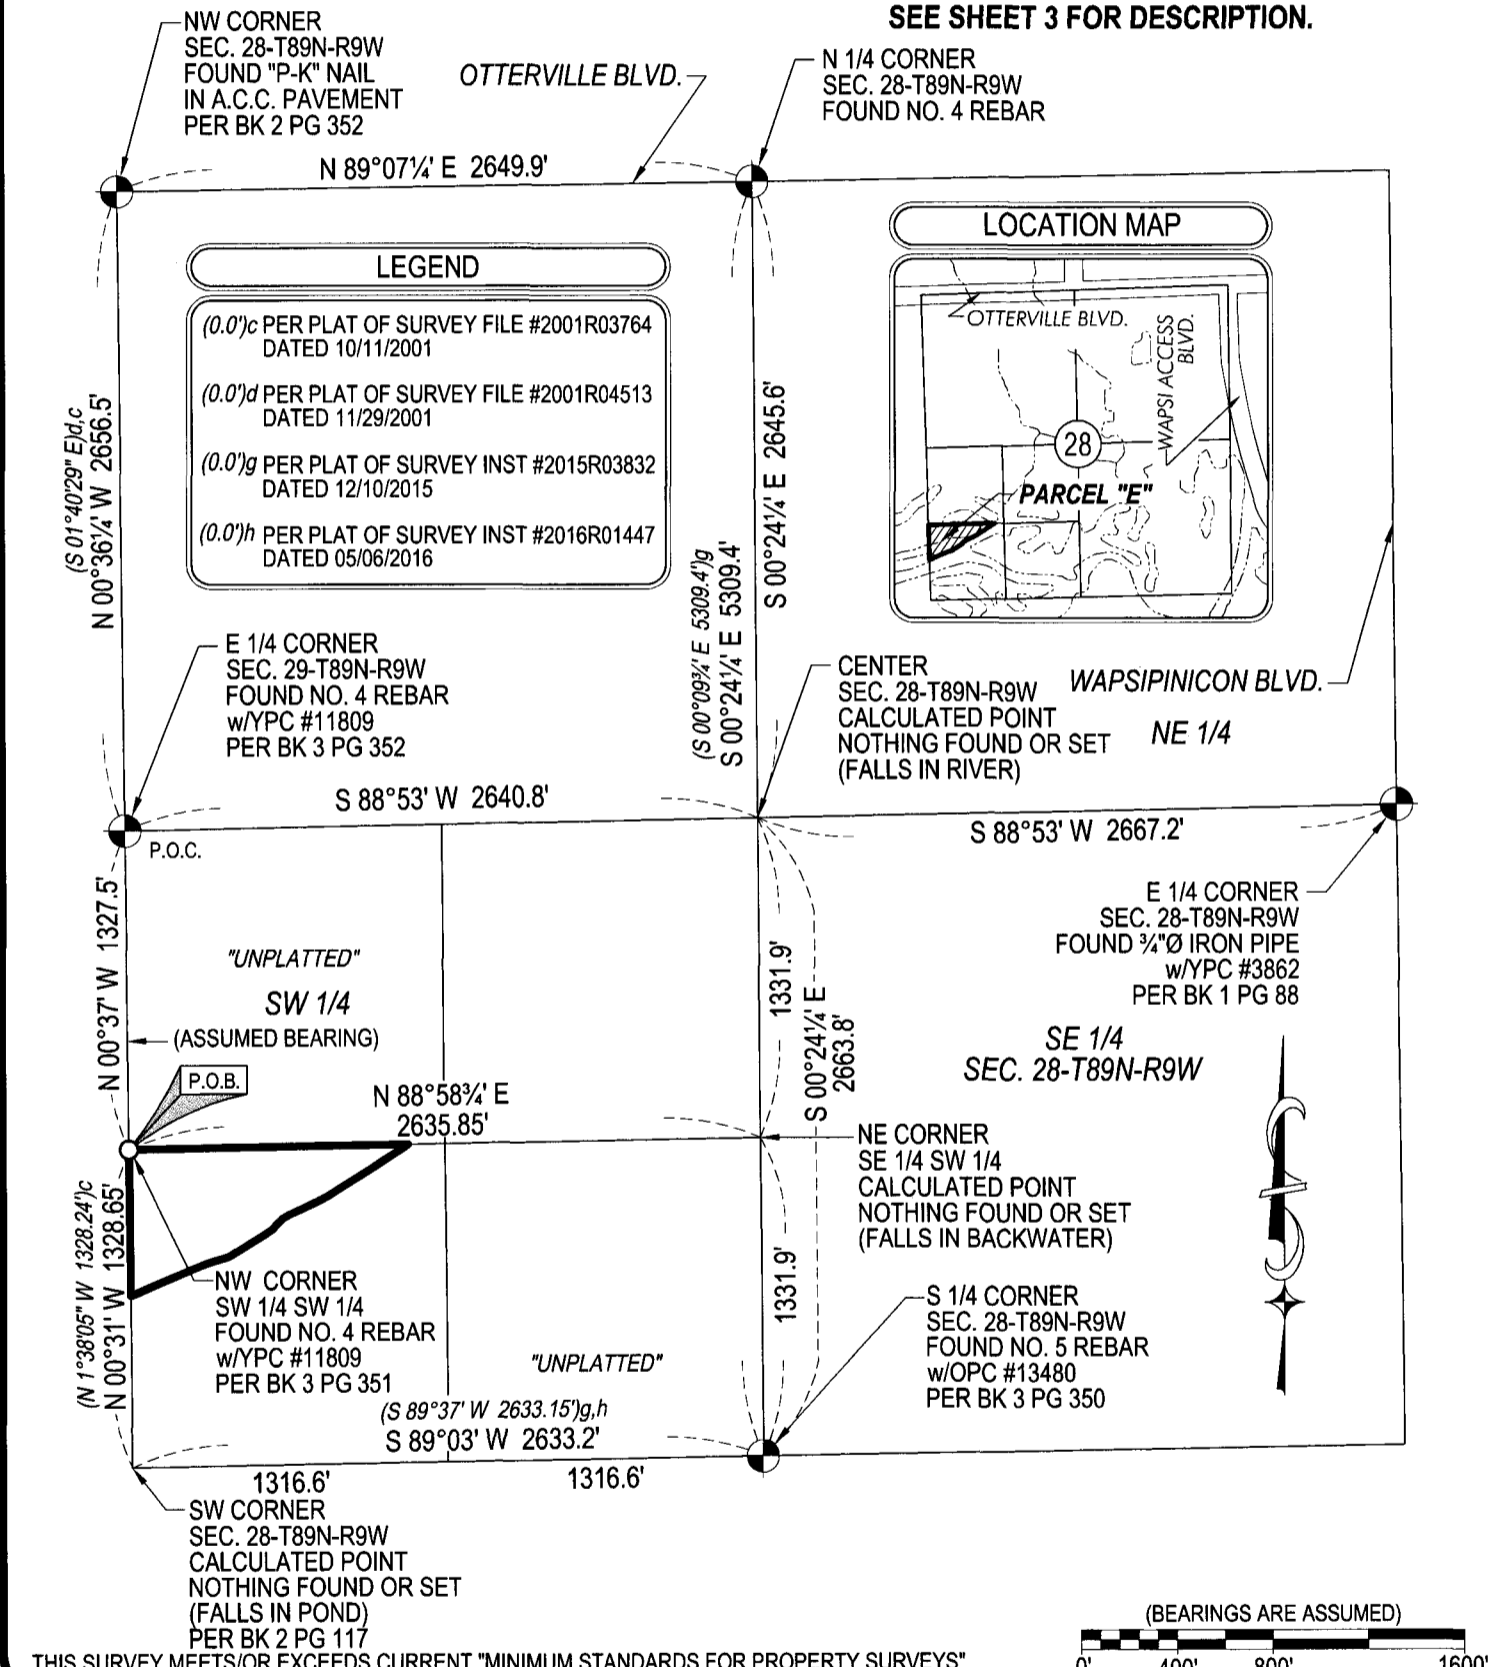 SEE SHEET 3 FOR DESCRIPTION.
NW CORNER
SEC. 28-T89N-R9W
FOUND "P-K" NAIL
IN A.C.C. PAVEMENT
PER BK 2 PG 352
OTTERVILLE BLVD.
N 1/4 CORNER
SEC. 28-T89N-R9W
FOUND NO. 4 REBAR
N 89°07¼' E 2649.9'
LEGEND
(0.0')c PER PLAT OF SURVEY FILE #2001R03764
DATED 10/11/2001
(0.0')d PER PLAT OF SURVEY FILE #2001R04513
DATED 11/29/2001
(0.0')g PER PLAT OF SURVEY INST #2015R03832
DATED 12/10/2015
(0.0')h PER PLAT OF SURVEY INST #2016R01447
DATED 05/06/2016
LOCATION MAP
OTTERVILLE BLVD.
WAPSI ACCESS
BLVD.
28
PARCEL "E"
(S 01°40'29" E)d,c
N 00°36¼' W 2656.5'
S 00°24¼' E 2645.6'
(S 00°09¾' E 5309.4')g
S 00°24¼' E 5309.4'
E 1/4 CORNER
SEC. 29-T89N-R9W
FOUND NO. 4 REBAR
w/YPC #11809
PER BK 3 PG 352
CENTER
SEC. 28-T89N-R9W
CALCULATED POINT
NOTHING FOUND OR SET
(FALLS IN RIVER)
WAPSIPINICON BLVD.
NE 1/4
S 88°53' W 2640.8'
S 88°53' W 2667.2'
P.O.C.
E 1/4 CORNER
SEC. 28-T89N-R9W
FOUND ¾"Ø IRON PIPE
w/YPC #3862
PER BK 1 PG 88
N 00°37' W 1327.5'
"UNPLATTED"
SW 1/4
(ASSUMED BEARING)
P.O.B.
1331.9'
S 00°24¼' E
2663.8'
SE 1/4
SEC. 28-T89N-R9W
N 88°58¾' E
2635.85'
NE CORNER
SE 1/4 SW 1/4
CALCULATED POINT
NOTHING FOUND OR SET
(FALLS IN BACKWATER)
(N 1°38'05" W 1328.24')c
N 00°31' W 1328.65'
NW CORNER
SW 1/4 SW 1/4
FOUND NO. 4 REBAR
w/YPC #11809
PER BK 3 PG 351
1331.9'
S 1/4 CORNER
SEC. 28-T89N-R9W
FOUND NO. 5 REBAR
w/OPC #13480
PER BK 3 PG 350
"UNPLATTED"
(S 89°37' W 2633.15')g,h
S 89°03' W 2633.2'
1316.6'
1316.6'
SW CORNER
SEC. 28-T89N-R9W
CALCULATED POINT
NOTHING FOUND OR SET
(FALLS IN POND)
PER BK 2 PG 117
(BEARINGS ARE ASSUMED)
0' 400' 800' 1600'
THIS SURVEY MEETS/OR EXCEEDS CURRENT "MINIMUM STANDARDS FOR PROPERTY SURVEYS"